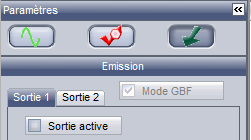 Paramètres
Emission
Sortie 1 Sortie 2 Mode GBF
Sortie active